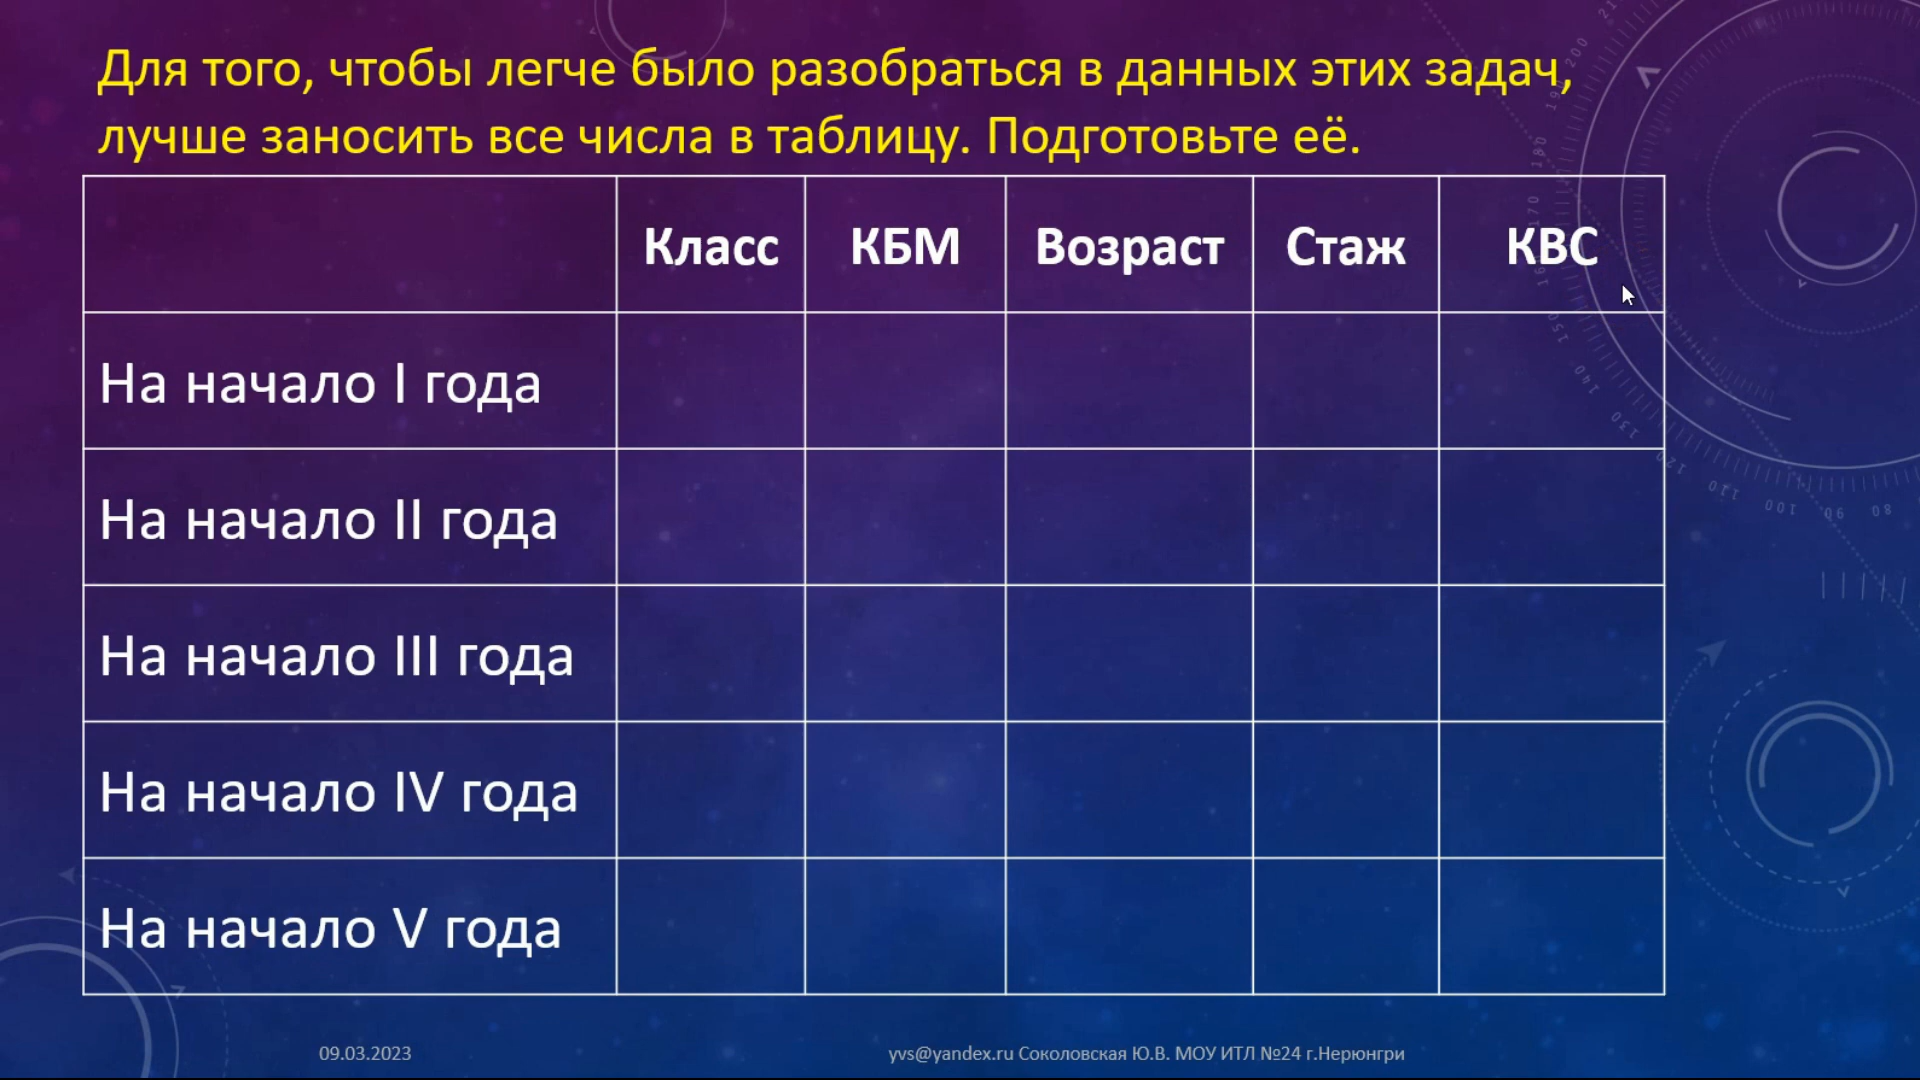 Для того, чтобы легче было разобраться в данных этих задач,
лучше заносить все числа в таблицу. Подготовьте её.
Класс КБМ Возраст Стаж КВС
На начало I года
На начало II года
На начало III года
На начало IV года
На начало V года
09.03.2023 yvs@yandex.ru Соколовская Ю.В. МОУ ИТЛ №24 г.Нерюнгри